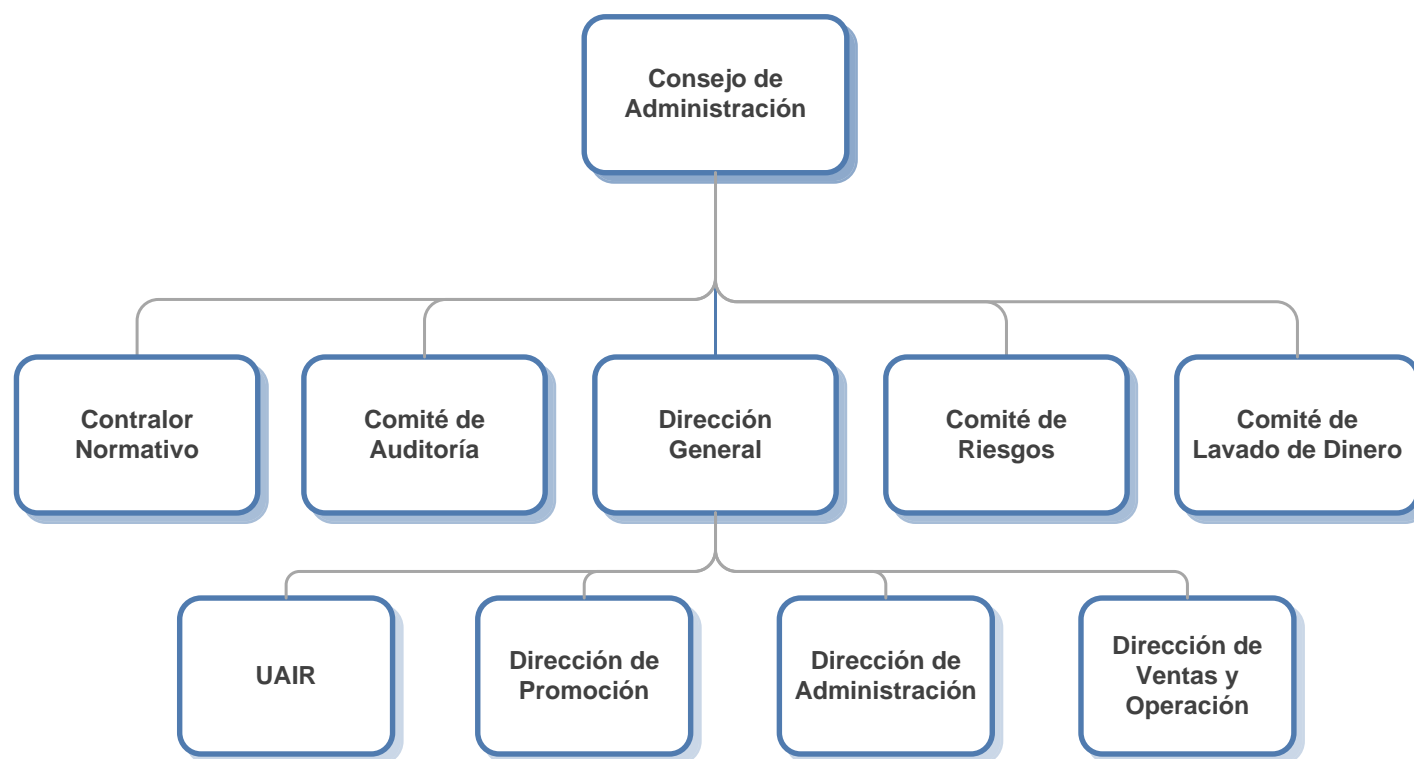 Consejo de
Administración
Contralor
Normativo
Comité de
Auditoría
Dirección
General
Comité de
Riesgos
Comité de
Lavado de Dinero
UAIR
Dirección de
Promoción
Dirección de
Administración
Dirección de
Ventas y
Operación